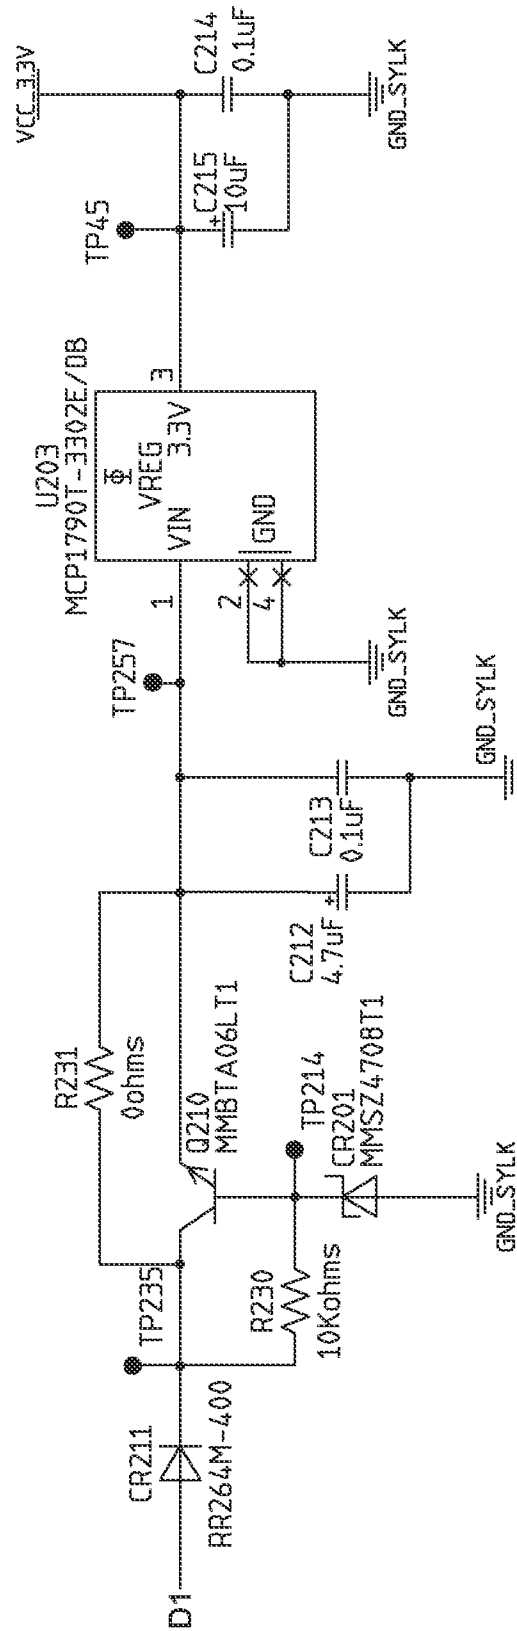 D1
CR211
RR264M-400
TP235
R231
0ohms
R230
10Kohms
Q210
MMBTA06LT1
TP214
CR201
MMSZ4708T1
GND_SYLK
C212
4.7uF
+
C213
0.1uF
GND_SYLK
TP257
U203
MCP1790T-3302E/DB
Φ
VREG
VIN
3.3V
GND
1
2
4
3
GND_SYLK
TP45
C215
10uF
+
C214
0.1uF
VCC_3.3V
GND_SYLK